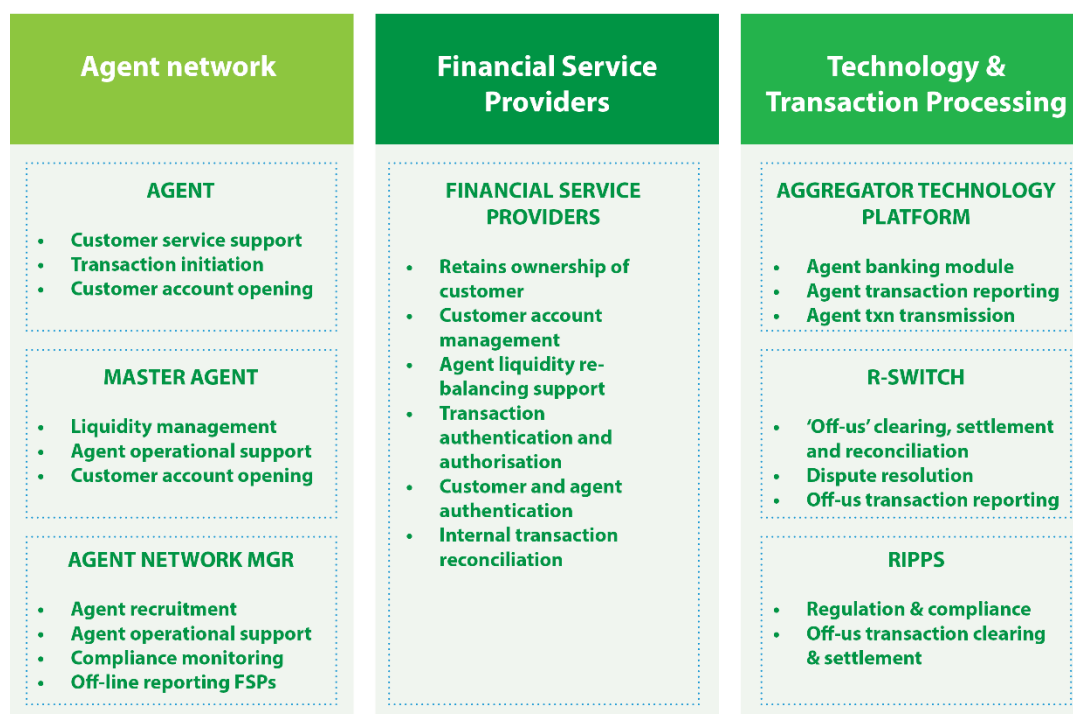 Agent network
AGENT
• Customer service support
• Transaction initiation
• Customer account opening
MASTER AGENT
• Liquidity management
• Agent operational support
• Customer account opening
AGENT NETWORK MGR
• Agent recruitment
• Agent operational support
• Compliance monitoring
• Off-line reporting FSPs
Financial Service
Providers
FINANCIAL SERVICE
PROVIDERS
• Retains ownership of
customer
• Customer account
management
• Agent liquidity re-
balancing support
• Transaction
authentication and
authorisation
• Customer and agent
authentication
• Internal transaction
reconciliation
Technology &
Transaction Processing
AGGREGATOR TECHNOLOGY
PLATFORM
• Agent banking module
• Agent transaction reporting
• Agent txn transmission
R-SWITCH
• ‘Off-us’ clearing, settlement
and reconciliation
• Dispute resolution
• Off-us transaction reporting
RIPPS
• Regulation & compliance
• Off-us transaction clearing
& settlement